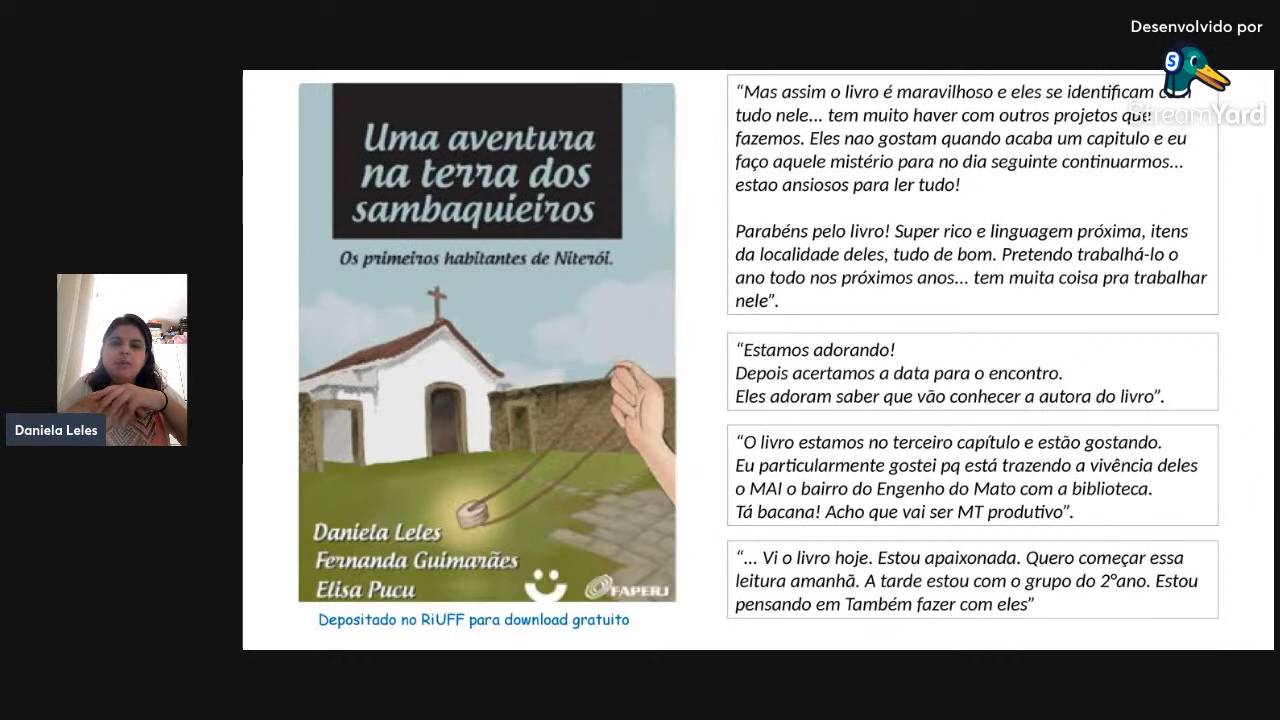 Desenvolvido por
StreamYard
Uma aventura
na terra dos
sambaquieiros
Os primeiros habitantes de Niterói.
Daniela Leles
Fernanda Guimarães
Elisa Pucu
FAPERJ
Depositado no RiUFF para download gratuito
“Mas assim o livro é maravilhoso e eles se identificam
tudo nele... tem muito haver com outros projetos que
fazemos. Eles nao gostam quando acaba um capitulo e eu
faço aquele mistério para no dia seguinte continuarmos...
estao ansiosos para ler tudo!
Parabéns pelo livro! Super rico e linguagem próxima, itens
da localidade deles, tudo de bom. Pretendo trabalhá-lo o
ano todo nos próximos anos... tem muita coisa pra trabalhar
nele”.
“Estamos adorando!
Depois acertamos a data para o encontro.
Eles adoram saber que vão conhecer a autora do livro”.
“O livro estamos no terceiro capítulo e estão gostando.
Eu particularmente gostei pq está trazendo a vivência deles
o MAI o bairro do Engenho do Mato com a biblioteca.
Tá bacana! Acho que vai ser MT produtivo”.
“... Vi o livro hoje. Estou apaixonada. Quero começar essa
leitura amanhã. A tarde estou com o grupo do 2°ano. Estou
pensando em Também fazer com eles”
Daniela Leles